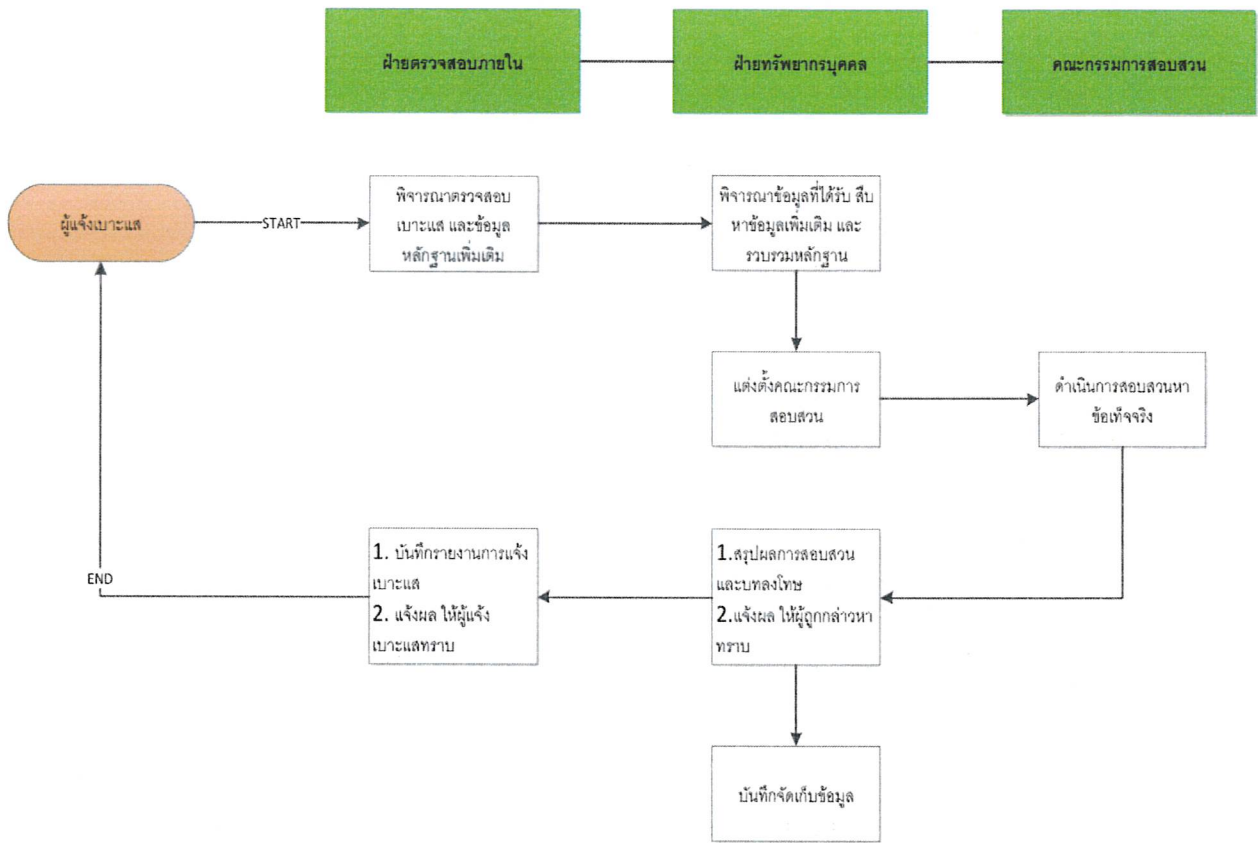 ฝ่ายตรวจสอบภายใน
ฝ่ายทรัพยากรบุคคล
คณะกรรมการสอบสวน
ผู้แจ้งเบาะแส
START
พิจารณาตรวจสอบ
เบาะแส และข้อมูล
หลักฐานเพิ่มเติม
พิจารณาข้อมูลที่ได้รับ สืบ
หาข้อมูลเพิ่มเติม และ
รวบรวมหลักฐาน
แต่งตั้งคณะกรรมการ
สอบสวน
ดำเนินการสอบสวนหา
ข้อเท็จจริง
1.สรุปผลการสอบสวน
และบทลงโทษ
2.แจ้งผล ให้ผู้ถูกกล่าวหา
ทราบ
1. บันทึกรายงานการแจ้ง
เบาะแส
2. แจ้งผล ให้ผู้แจ้ง
เบาะแสทราบ
END
บันทึกจัดเก็บข้อมูล